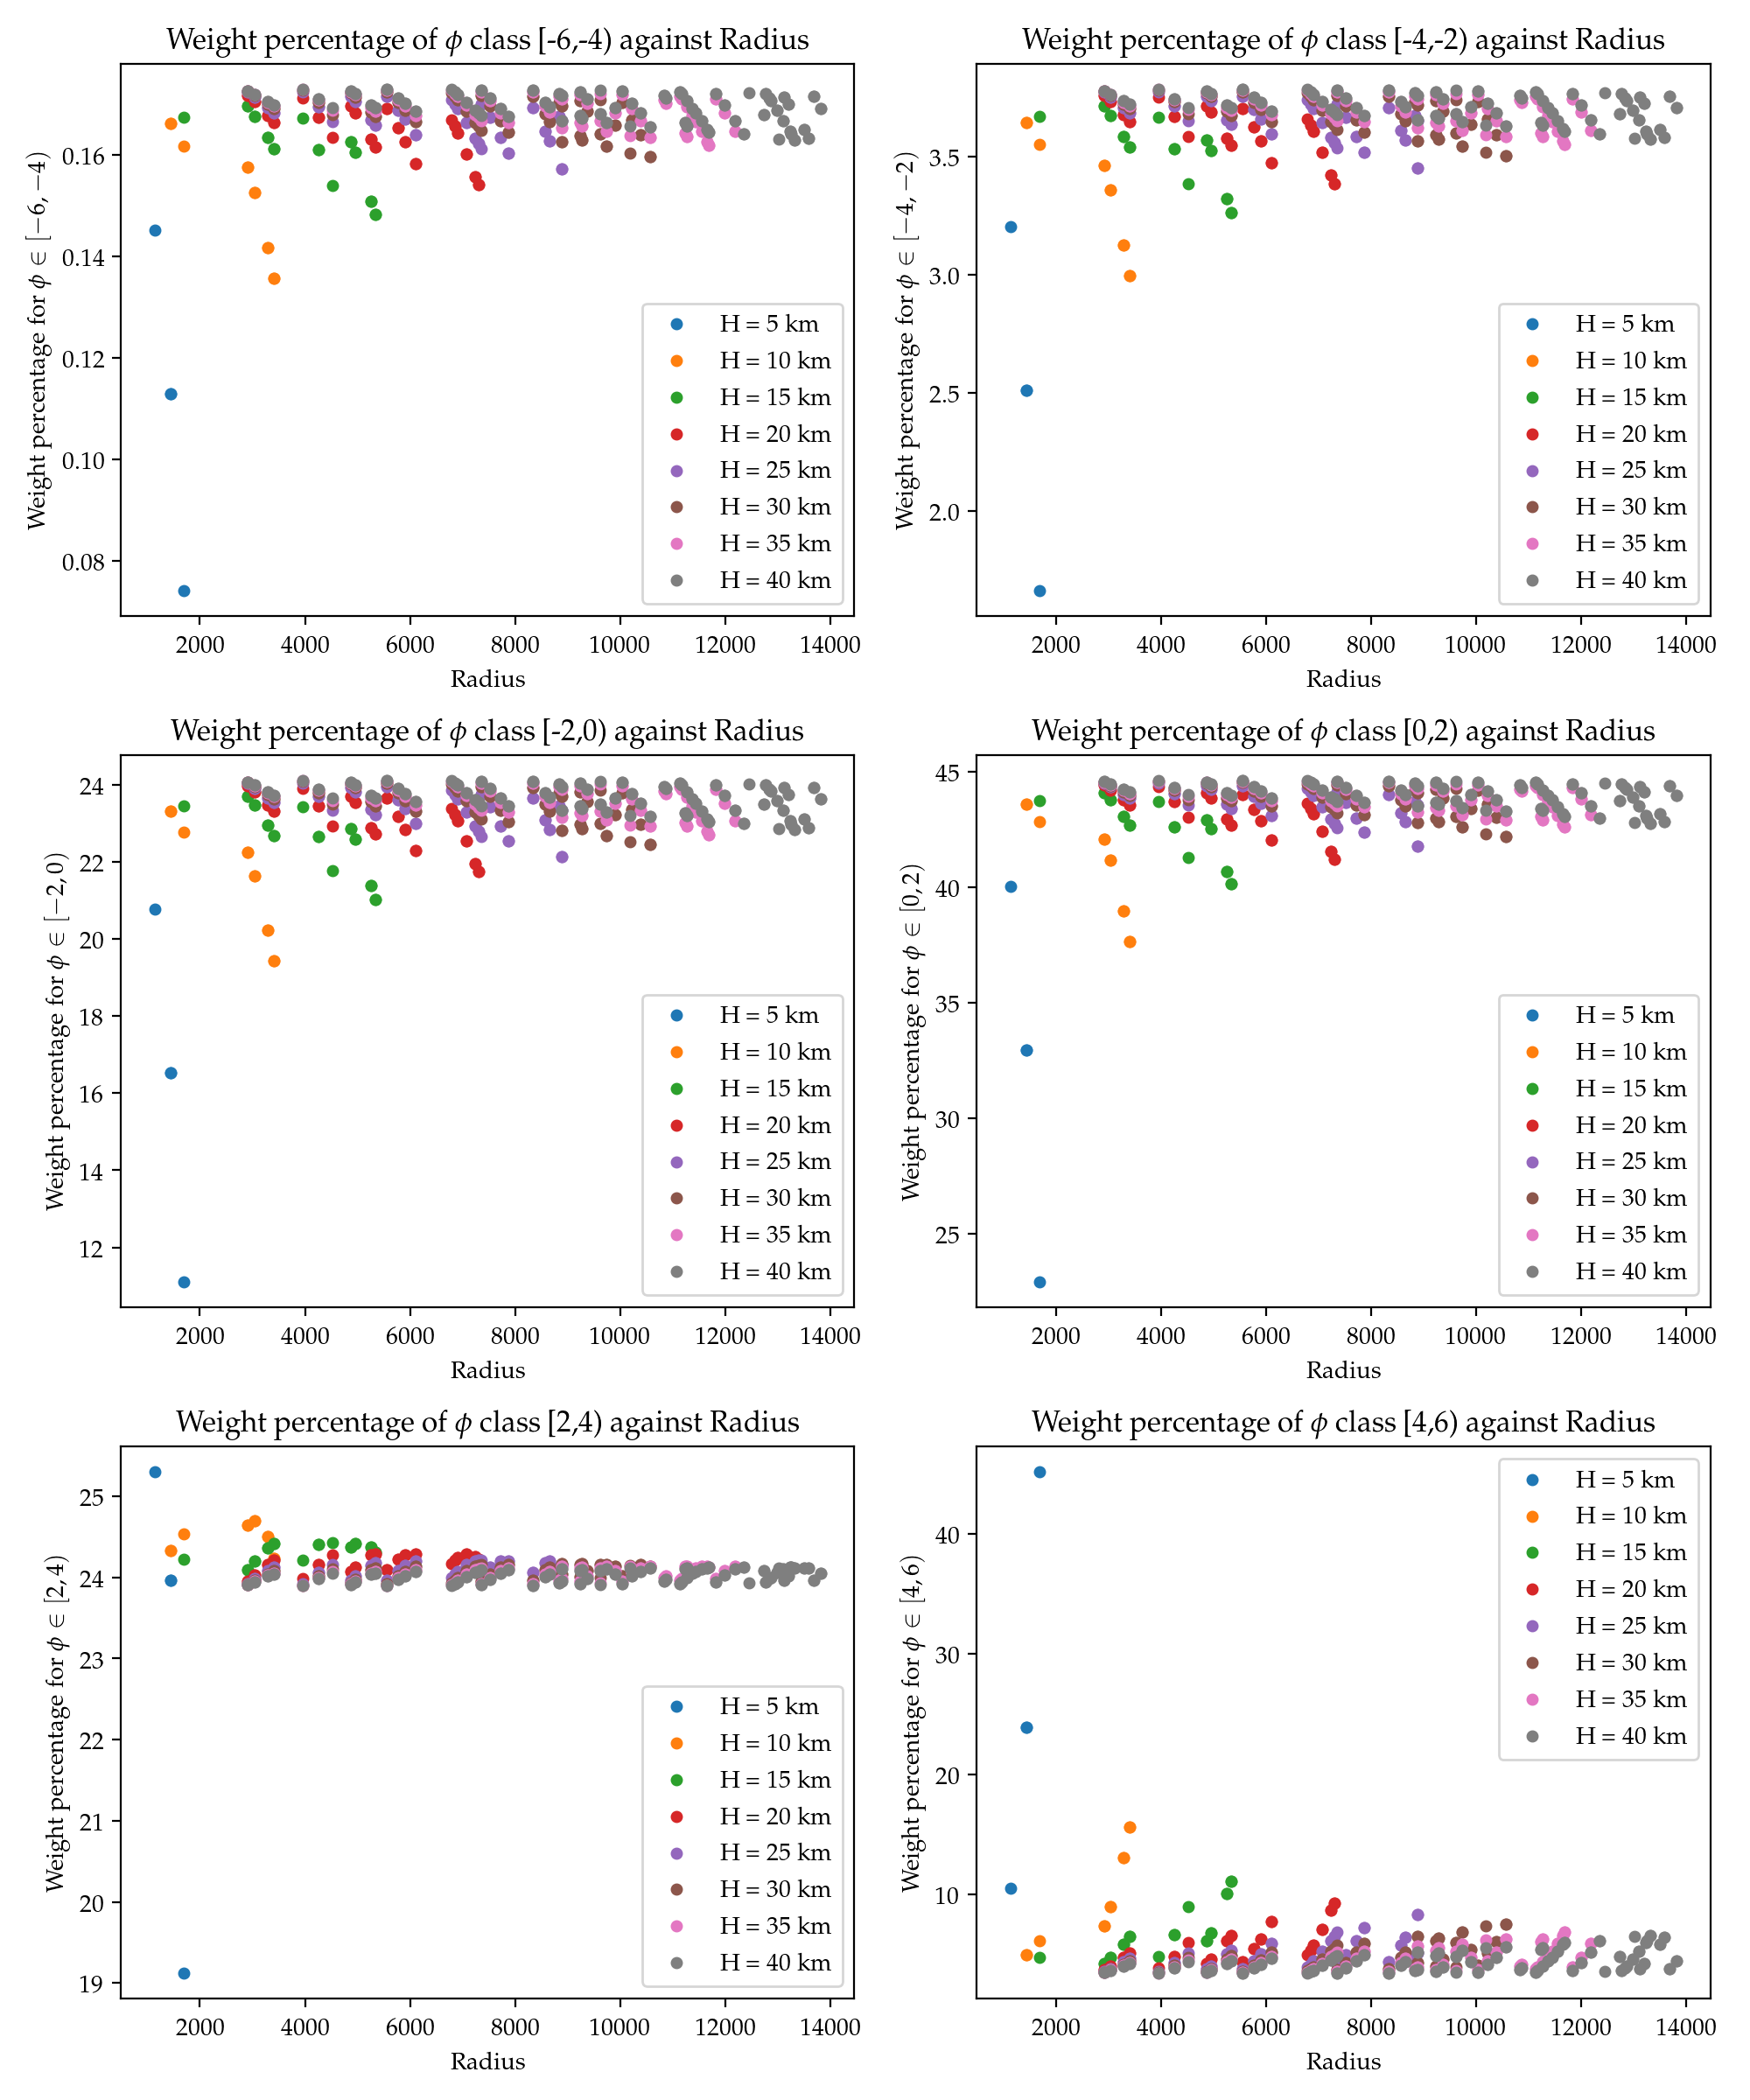 Weight percentage of ϕ class [-6,-4) against Radius
Weight percentage for ϕ ∈ [−6, −4)
0.16
0.14
0.12
0.10
0.08
2000 4000 6000 8000 10000 12000 14000
Radius
H = 5 km
H = 10 km
H = 15 km
H = 20 km
H = 25 km
H = 30 km
H = 35 km
H = 40 km
Weight percentage of ϕ class [-4,-2) against Radius
Weight percentage for ϕ ∈ [−4, −2)
3.5
3.0
2.5
2.0
2000 4000 6000 8000 10000 12000 14000
Radius
H = 5 km
H = 10 km
H = 15 km
H = 20 km
H = 25 km
H = 30 km
H = 35 km
H = 40 km
Weight percentage of ϕ class [-2,0) against Radius
Weight percentage for ϕ ∈ [−2, 0)
24
22
20
18
16
14
12
2000 4000 6000 8000 10000 12000 14000
Radius
H = 5 km
H = 10 km
H = 15 km
H = 20 km
H = 25 km
H = 30 km
H = 35 km
H = 40 km
Weight percentage of ϕ class [0,2) against Radius
Weight percentage for ϕ ∈ [0, 2)
45
40
35
30
25
2000 4000 6000 8000 10000 12000 14000
Radius
H = 5 km
H = 10 km
H = 15 km
H = 20 km
H = 25 km
H = 30 km
H = 35 km
H = 40 km
Weight percentage of ϕ class [2,4) against Radius
Weight percentage for ϕ ∈ [2, 4)
25
24
23
22
21
20
19
2000 4000 6000 8000 10000 12000 14000
Radius
H = 5 km
H = 10 km
H = 15 km
H = 20 km
H = 25 km
H = 30 km
H = 35 km
H = 40 km
Weight percentage of ϕ class [4,6) against Radius
Weight percentage for ϕ ∈ [4, 6)
40
30
20
10
2000 4000 6000 8000 10000 12000 14000
Radius
H = 5 km
H = 10 km
H = 15 km
H = 20 km
H = 25 km
H = 30 km
H = 35 km
H = 40 km